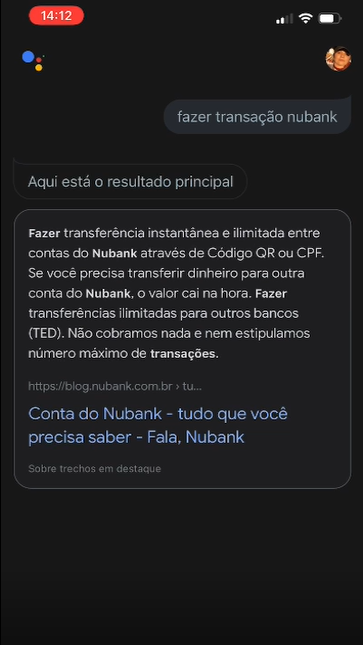 14:12
fazer transação nubank
Aqui está o resultado principal
Fazer transferência instantânea e ilimitada entre
contas do Nubank através de Código QR ou CPF.
Se você precisa transferir dinheiro para outra
conta do Nubank, o valor cai na hora. Fazer
transferências ilimitadas para outros bancos
(TED). Não cobramos nada e nem estipulamos
número máximo de transações.
https://blog.nubank.com.br › tu...
Conta do Nubank - tudo que você
precisa saber - Fala, Nubank
Sobre trechos em destaque